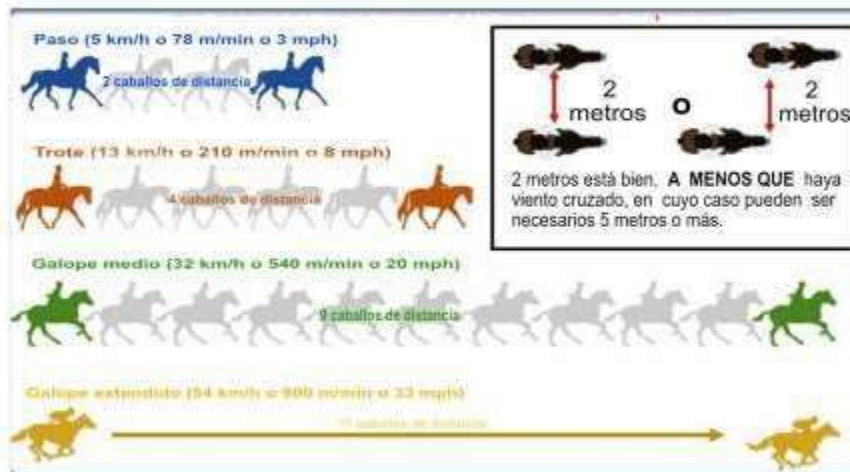 Paso (5 km/h o 78 m/min o 3 mph)
2 caballos de distancia
Trote (13 km/h o 210 m/min o 8 mph)
4 caballos de distancia
Galope medio (32 km/h o 540 m/min o 20 mph)
9 caballos de distancia
Galope extendido (54 km/h o 900 m/min o 33 mph)
caballos de distancia
2
metros
O
2
metros
2 metros está bien, A MENOS QUE haya
viento cruzado, en cuyo caso pueden ser
necesarios 5 metros o más.